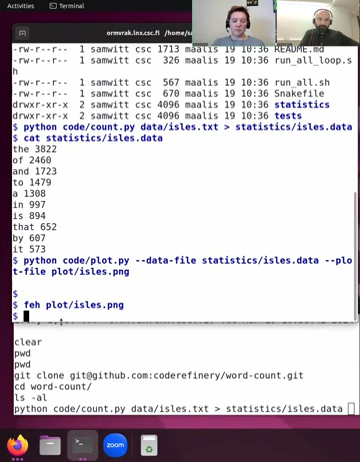 Activities
Terminal
ormvrak.lnx.csc.fi /home/sa
-rw-r--r-- 1 samwitt csc 1713 maalis 19 10:36 README.md
-rw-r--r-- 1 samwitt csc 326 maalis 19 10:36 run_all_loop.s
h
-rw-r--r-- 1 samwitt csc 567 maalis 19 10:36 run_all.sh
-rw-r--r-- 1 samwitt csc 670 maalis 19 10:36 Snakefile
drwxr-xr-x 2 samwitt csc 4096 maalis 19 10:36 statistics
drwxr-xr-x 2 samwitt csc 4096 maalis 19 10:36 tests
$ python code/count.py data/isles.txt > statistics/isles.data
$ cat statistics/isles.data
the 3822
of 2460
and 1723
to 1479
a 1308
in 997
is 894
that 652
by 607
it 573
$ python code/plot.py --data-file statistics/isles.data --plo
t-file plot/isles.png
$
$ feh plot/isles.png
$
clear
pwd
pwd
git clone git@github.com:coderefinery/word-count.git
cd word-count/
ls -al
python code/count.py data/isles.txt > statistics/isles.data
zoom